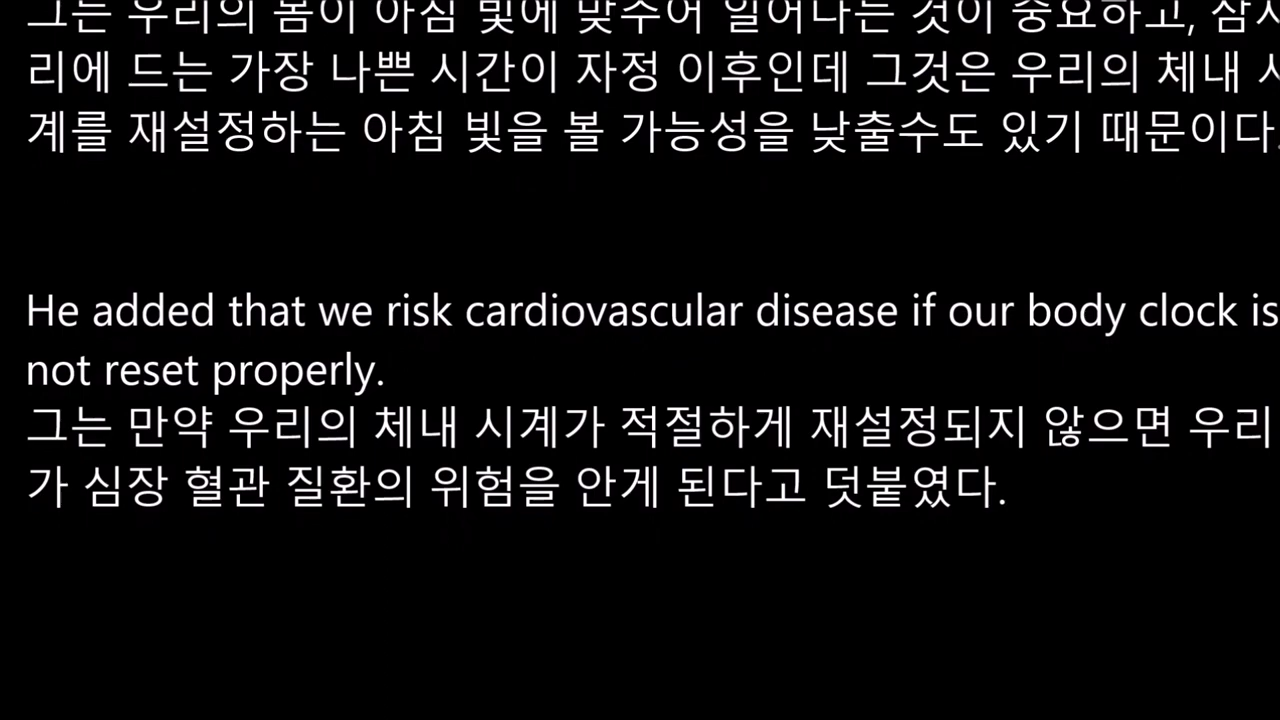 그는 우리의 몸이 아침 빛에 맞추어 일어나는 것이 중요하고, 잠자
리에 드는 가장 나쁜 시간이 자정 이후인데 그것은 우리의 체내 시
계를 재설정하는 아침 빛을 볼 가능성을 낮출수도 있기 때문이다.
He added that we risk cardiovascular disease if our body clock is
not reset properly.
그는 만약 우리의 체내 시계가 적절하게 재설정되지 않으면 우리
가 심장 혈관 질환의 위험을 안게 된다고 덧붙였다.